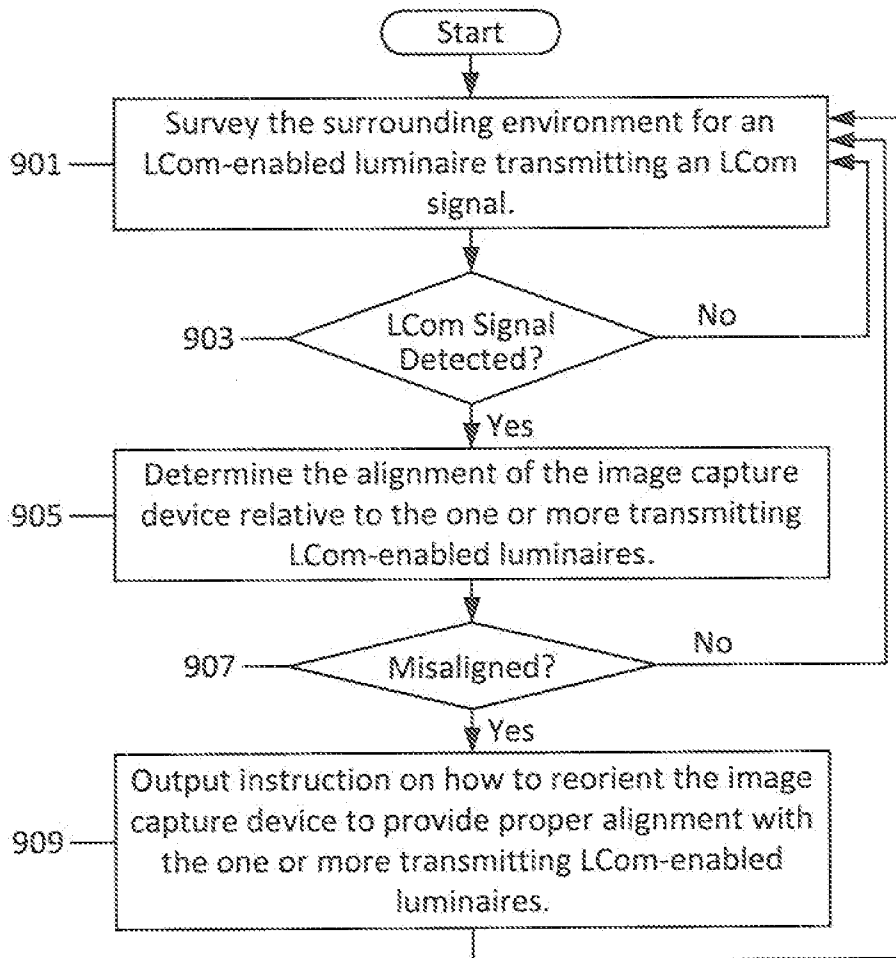 Start
901
Survey the surrounding environment for an
LCom-enabled luminaire transmitting an LCom
signal.
903
LCom Signal
Detected?
No
Yes
905
Determine the alignment of the image capture
device relative to the one or more transmitting
LCom-enabled luminaires.
907
Misaligned?
No
Yes
909
Output instruction on how to reorient the image
capture device to provide proper alignment with
the one or more transmitting LCom-enabled
luminaires.